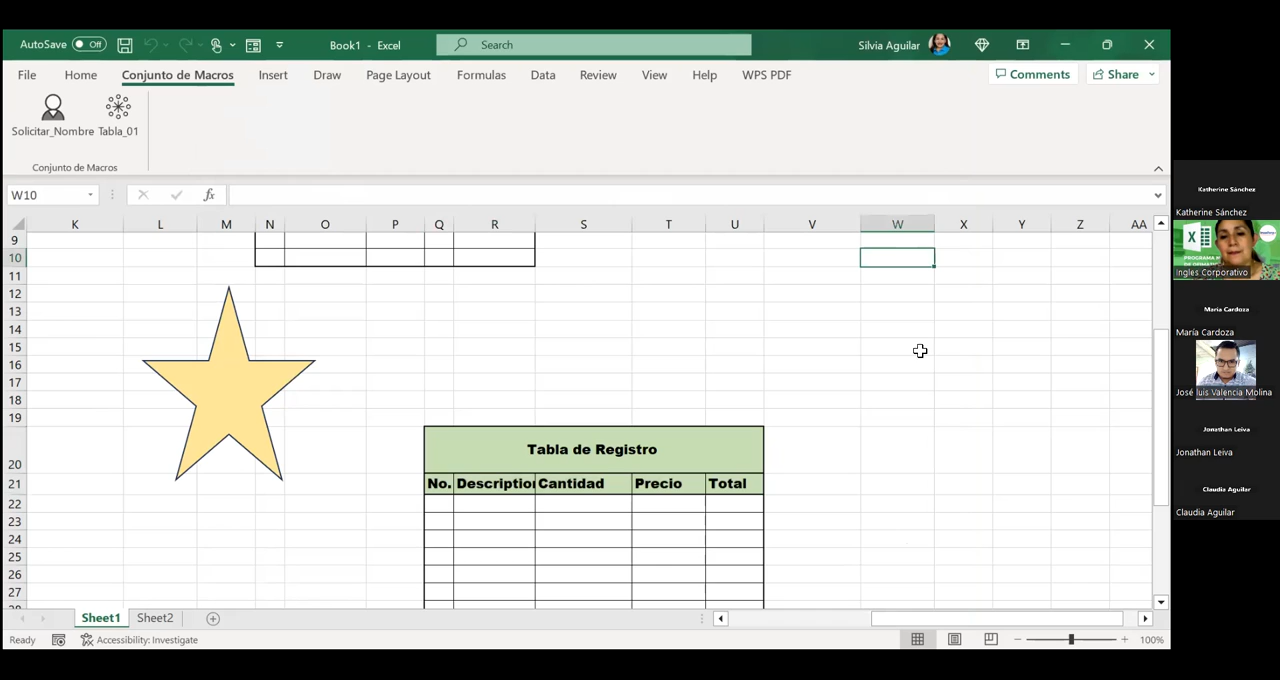 AutoSave Off Book1 - Excel Search Silvia Aguilar
File Home Conjunto de Macros Insert Draw Page Layout Formulas Data Review View Help WPS PDF Comments Share
Solicitar_Nombre Tabla_01
Conjunto de Macros
W10 fx
K L M N O P Q R S T U V W X Y Z AA
9
10
11
12
13
14
15
16
17
18
19
20 Tabla de Registro
21 No. Description Cantidad Precio Total
22
23
24
25
26
27
28
Sheet1 Sheet2
Ready Accessibility: Investigate 100%
Katherine Sánchez
Katherine Sánchez
Ingles Corporativo
María Cardoza
María Cardoza
José luis Valencia Molina
Jonathan Leiva
Jonathan Leiva
Claudia Aguilar
Claudia Aguilar